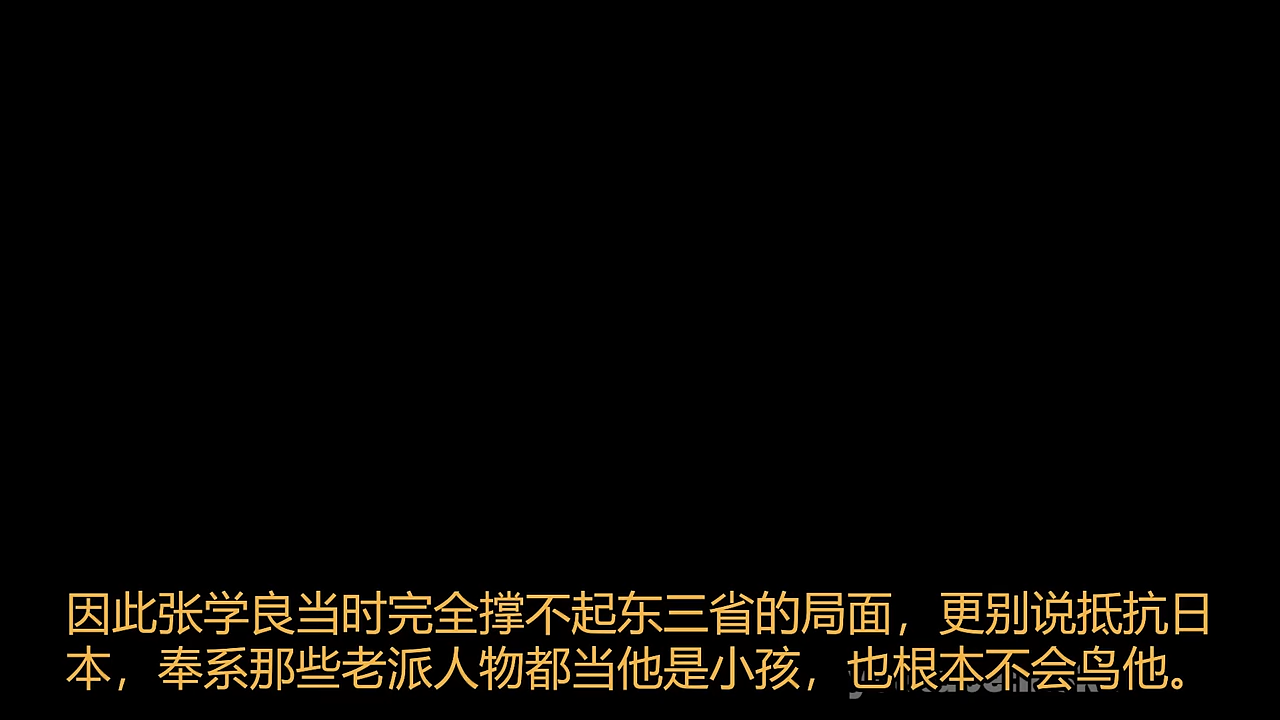 因此张学良当时完全撑不起东三省的局面，更别说抵抗日
本，奉系那些老派人物都当他是小孩，也根本不会鸟他。